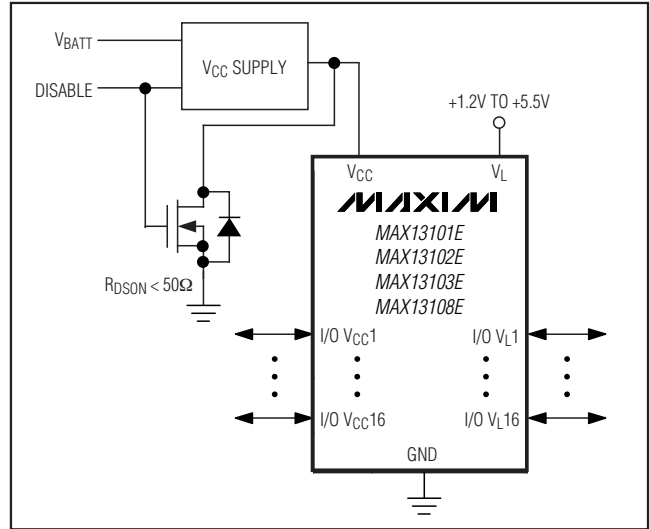 VBATT
VCC SUPPLY
DISABLE
+1.2V TO +5.5V
VCC
VL
MAXIM
MAX13101E
MAX13102E
MAX13103E
MAX13108E
RDSON < 50Ω
I/O VCC1
I/O VL1
I/O VCC16
I/O VL16
GND